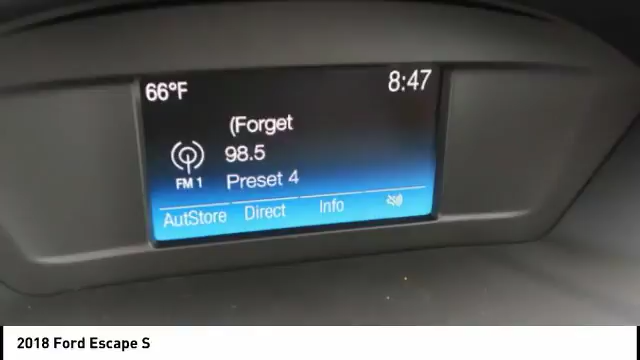 66°F 8:47
(Forget
98.5
FM 1 Preset 4
AutStore Direct Info
2018 Ford Escape S